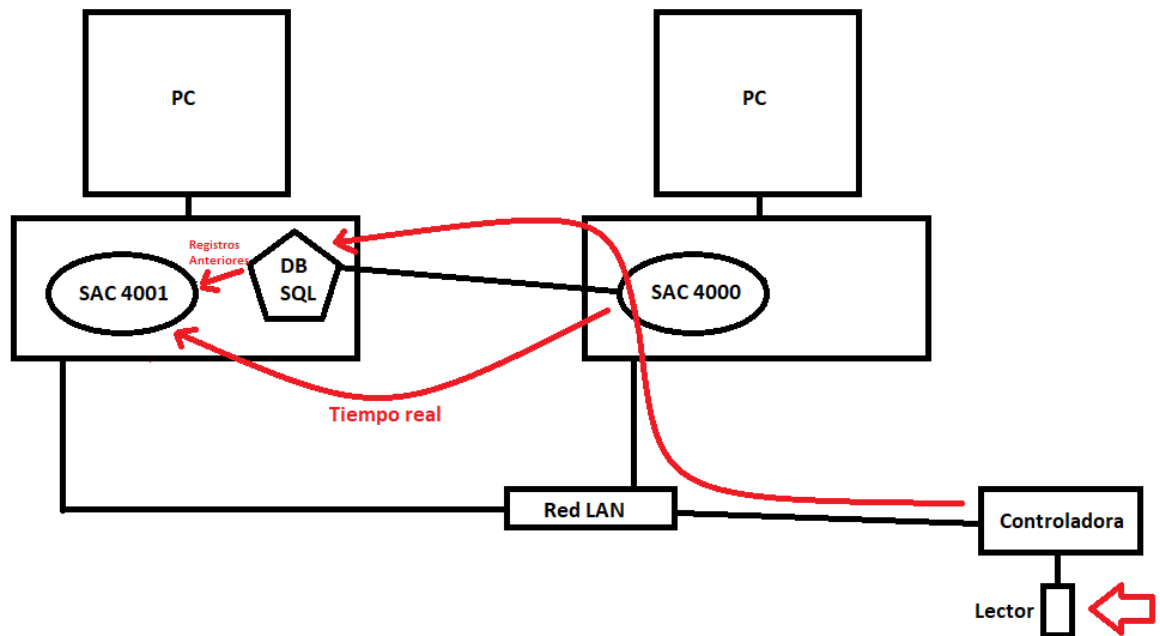 PC
PC
Registros
Anteriores
DB
SQL
SAC 4001
SAC 4000
Tiempo real
Red LAN
Controladora
Lector